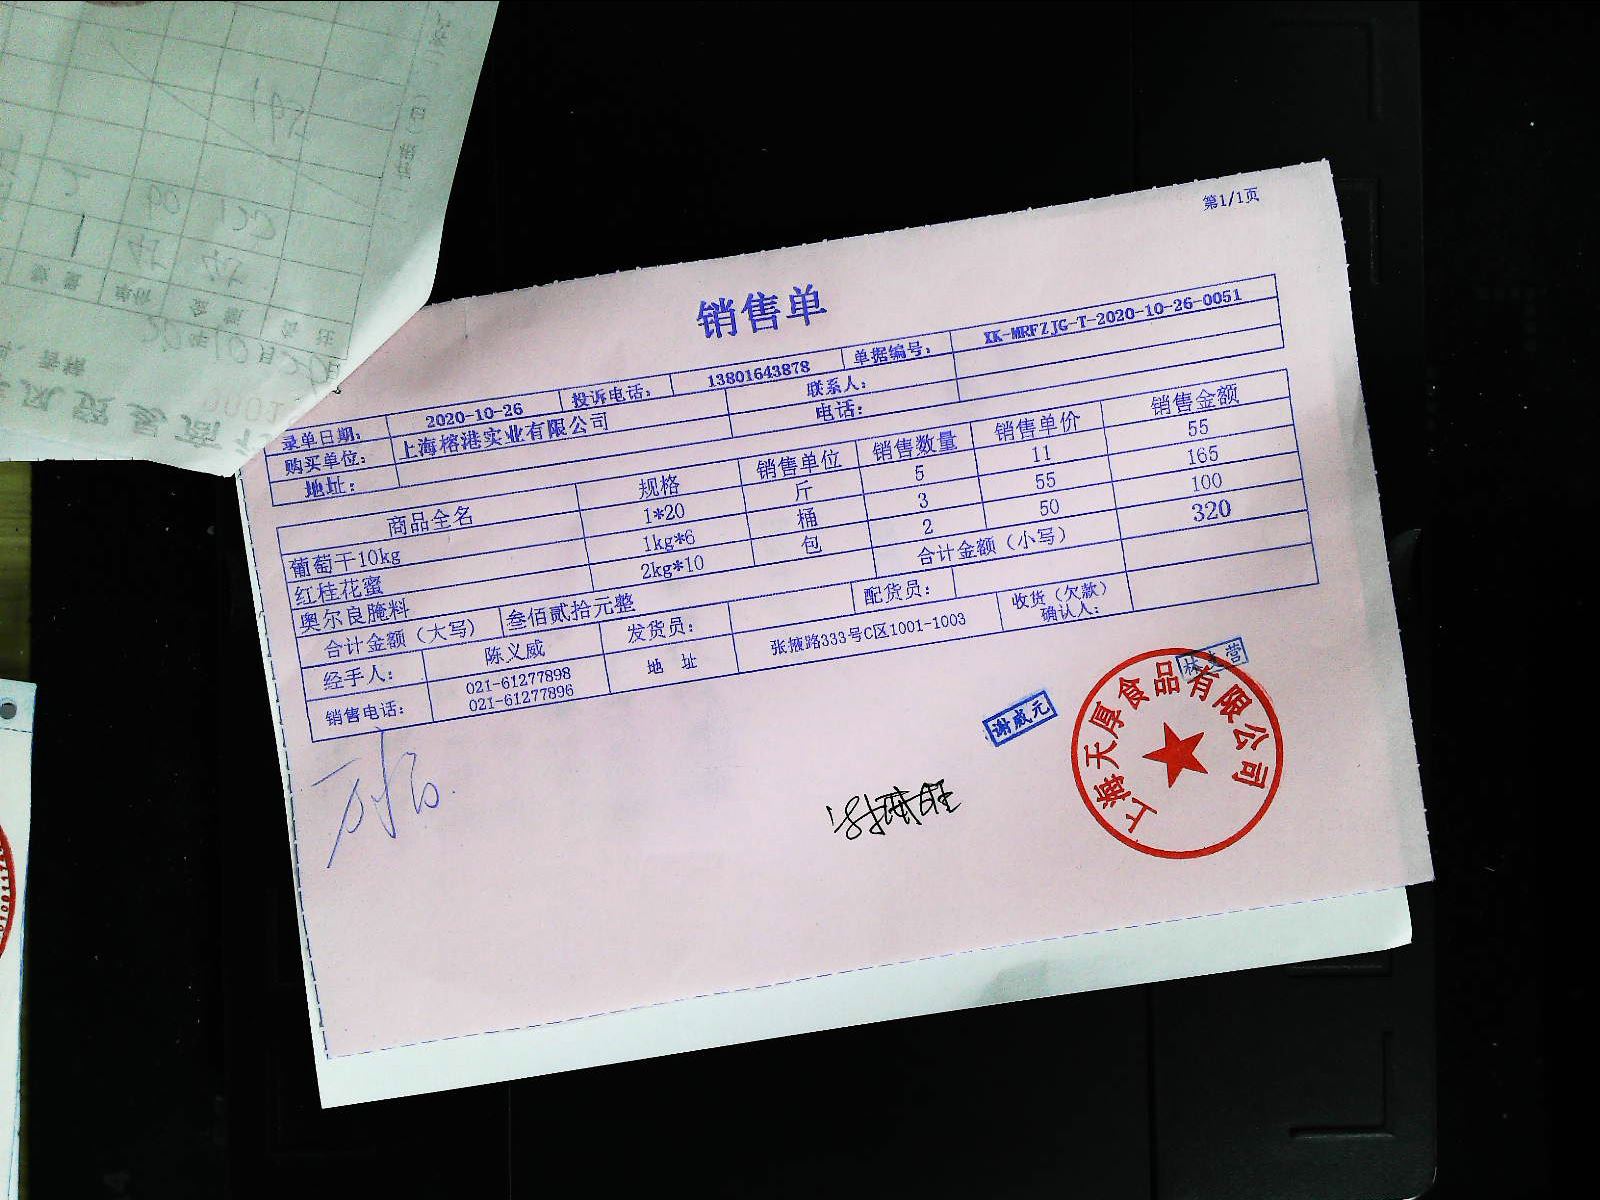 第1/1页
销售单
录单日期： 2020-10-26 投诉电话： 13801643878 单据编号： XK-MRFZJG-T-2020-10-26-0051
购买单位： 上海榕港实业有限公司 联系人：
地址： 电话：
商品全名 规格 销售单位 销售数量 销售单价 销售金额
葡萄干10kg 1*20 斤 5 11 55
红桂花蜜 1kg*6 桶 3 55 165
奥尔良腌料 2kg*10 包 2 50 100
合计金额（大写） 叁佰贰拾元整 合计金额（小写） 320
经手人： 陈义威 发货员： 配货员： 收货（欠款）确认人：
销售电话： 021-61277898 地 址 张掖路333号C区1001-1003
021-61277896
谢威元
上海天厚食品有限公司